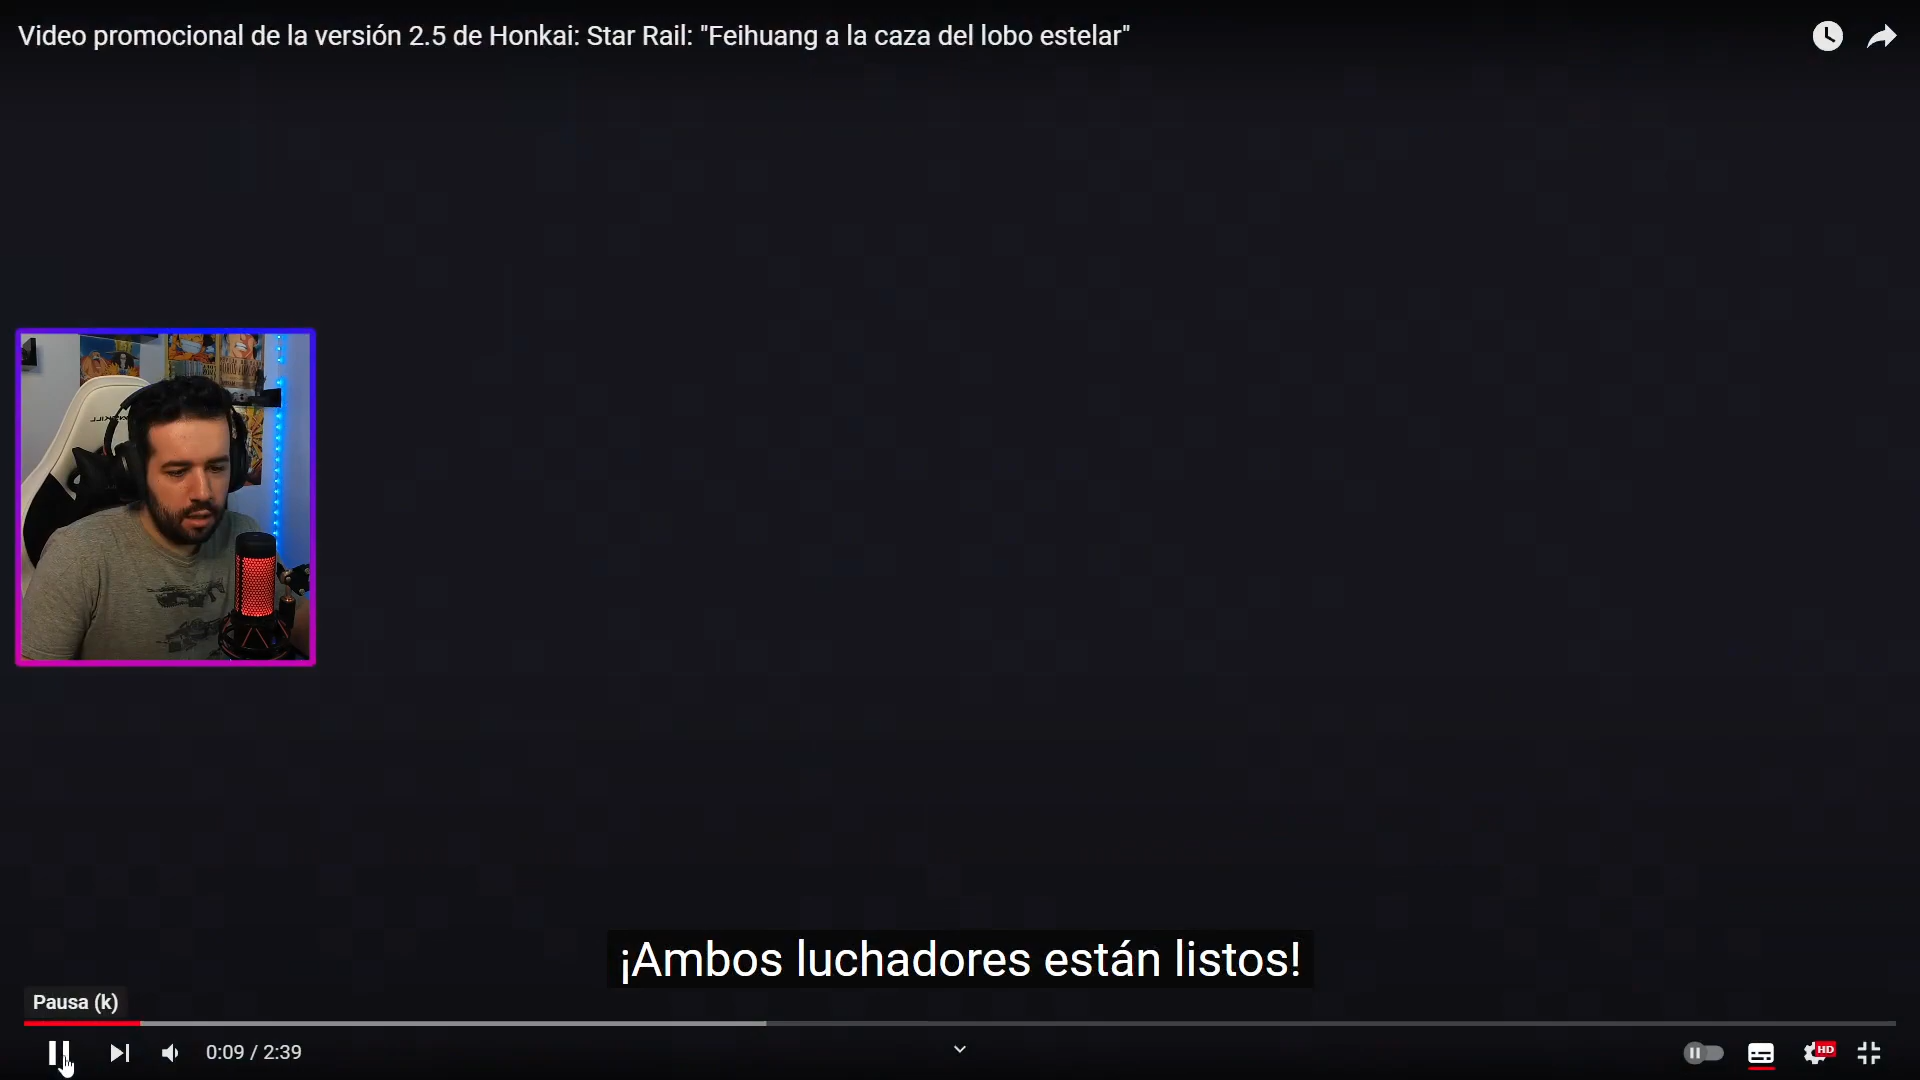 Video promocional de la versión 2.5 de Honkai: Star Rail: "Feihuang a la caza del lobo estelar"
¡Ambos luchadores están listos!
Pausa (k)
0:09 / 2:39
HD